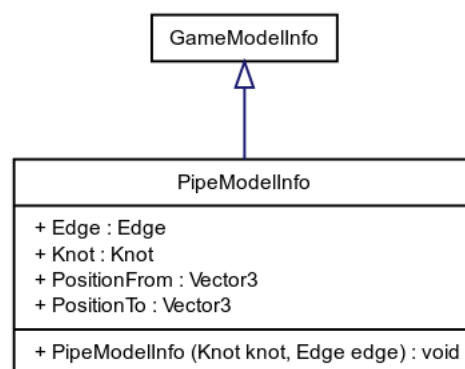 GameModelInfo
PipeModelInfo
+ Edge : Edge
+ Knot : Knot
+ PositionFrom : Vector3
+ PositionTo : Vector3
+ PipeModelInfo (Knot knot, Edge edge) : void